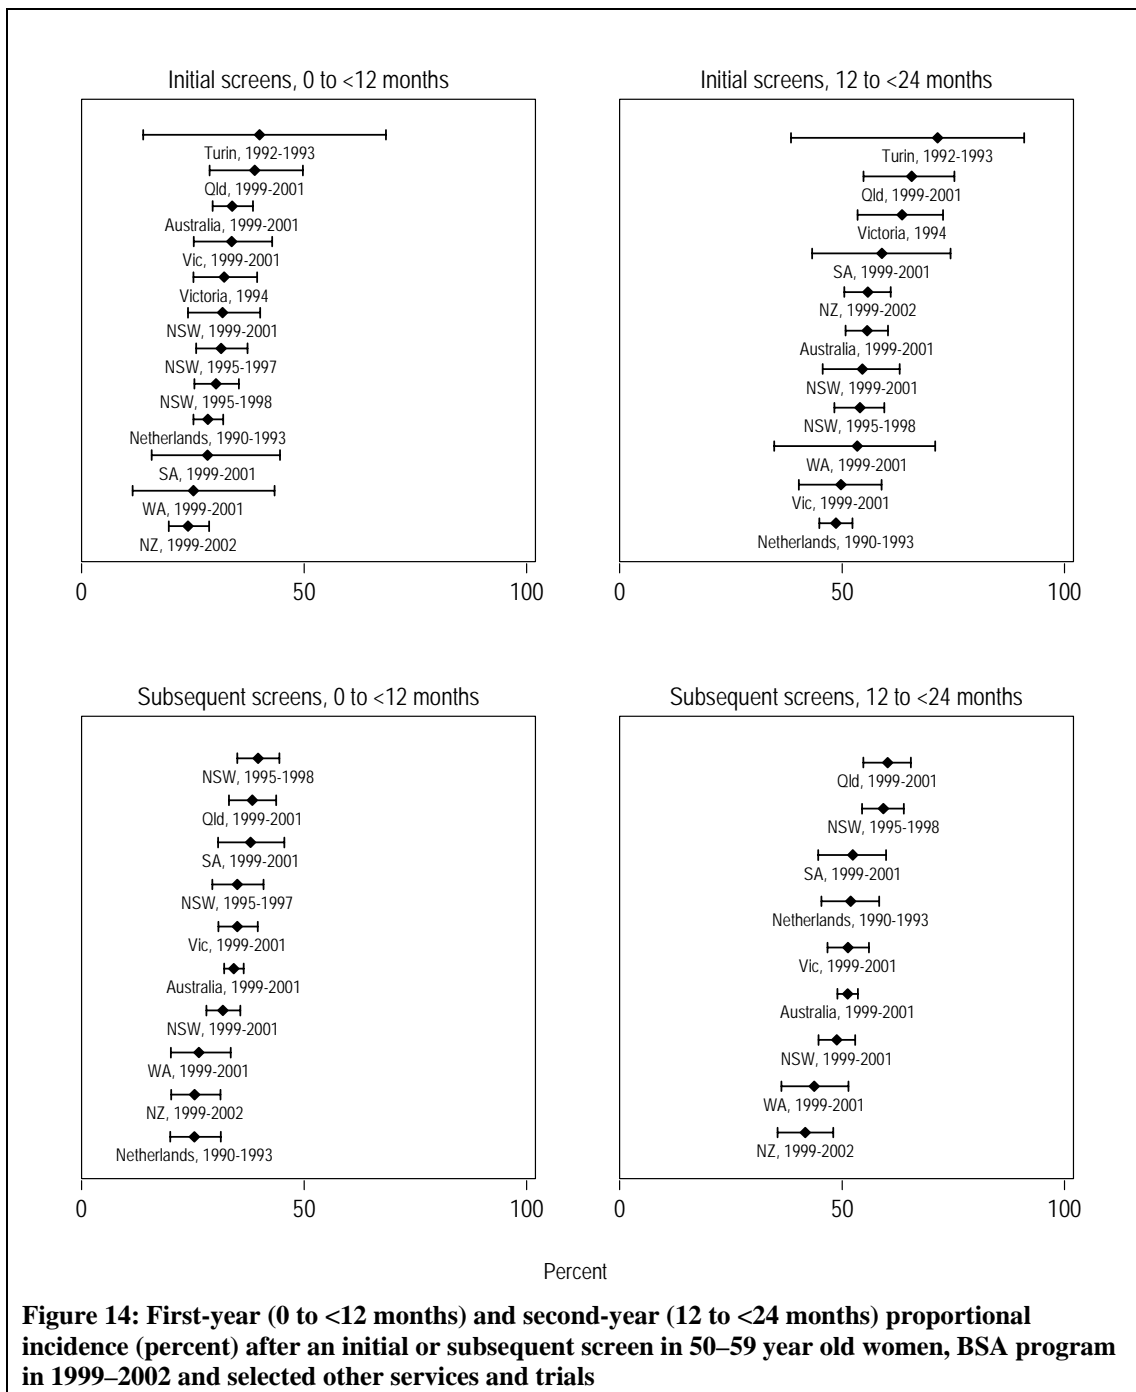 Initial screens, 0 to <12 months
Turin, 1992-1993
Qld, 1999-2001
Australia, 1999-2001
Vic, 1999-2001
Victoria, 1994
NSW, 1999-2001
NSW, 1995-1997
NSW, 1995-1998
Netherlands, 1990-1993
SA, 1999-2001
WA, 1999-2001
NZ, 1999-2002
0 50 100
Initial screens, 12 to <24 months
Turin, 1992-1993
Qld, 1999-2001
Victoria, 1994
SA, 1999-2001
NZ, 1999-2002
Australia, 1999-2001
NSW, 1999-2001
NSW, 1995-1998
WA, 1999-2001
Vic, 1999-2001
Netherlands, 1990-1993
0 50 100
Subsequent screens, 0 to <12 months
NSW, 1995-1998
Qld, 1999-2001
SA, 1999-2001
NSW, 1995-1997
Vic, 1999-2001
Australia, 1999-2001
NSW, 1999-2001
WA, 1999-2001
NZ, 1999-2002
Netherlands, 1990-1993
0 50 100
Subsequent screens, 12 to <24 months
Qld, 1999-2001
NSW, 1995-1998
SA, 1999-2001
Netherlands, 1990-1993
Vic, 1999-2001
Australia, 1999-2001
NSW, 1999-2001
WA, 1999-2001
NZ, 1999-2002
0 50 100
Percent
Figure 14: First-year (0 to <12 months) and second-year (12 to <24 months) proportional
incidence (percent) after an initial or subsequent screen in 50–59 year old women, BSA program
in 1999–2002 and selected other services and trials